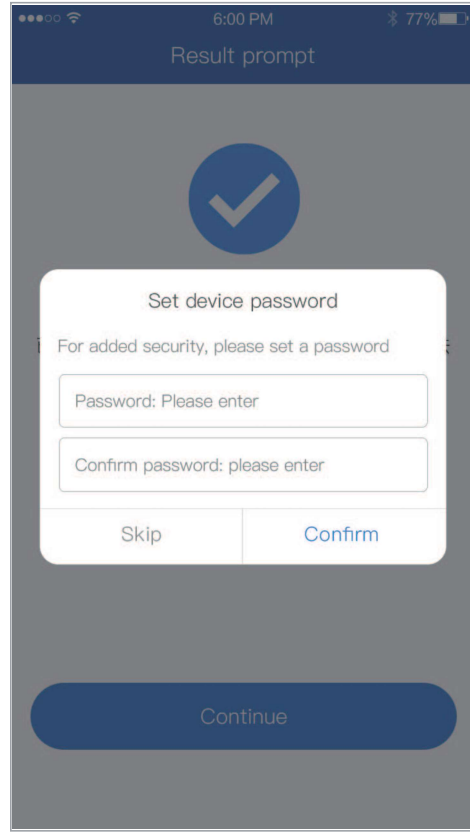 6:00 PM
77%
Result prompt
Set device password
For added security, please set a password
Password: Please enter
Confirm password: please enter
Skip
Confirm
Continue